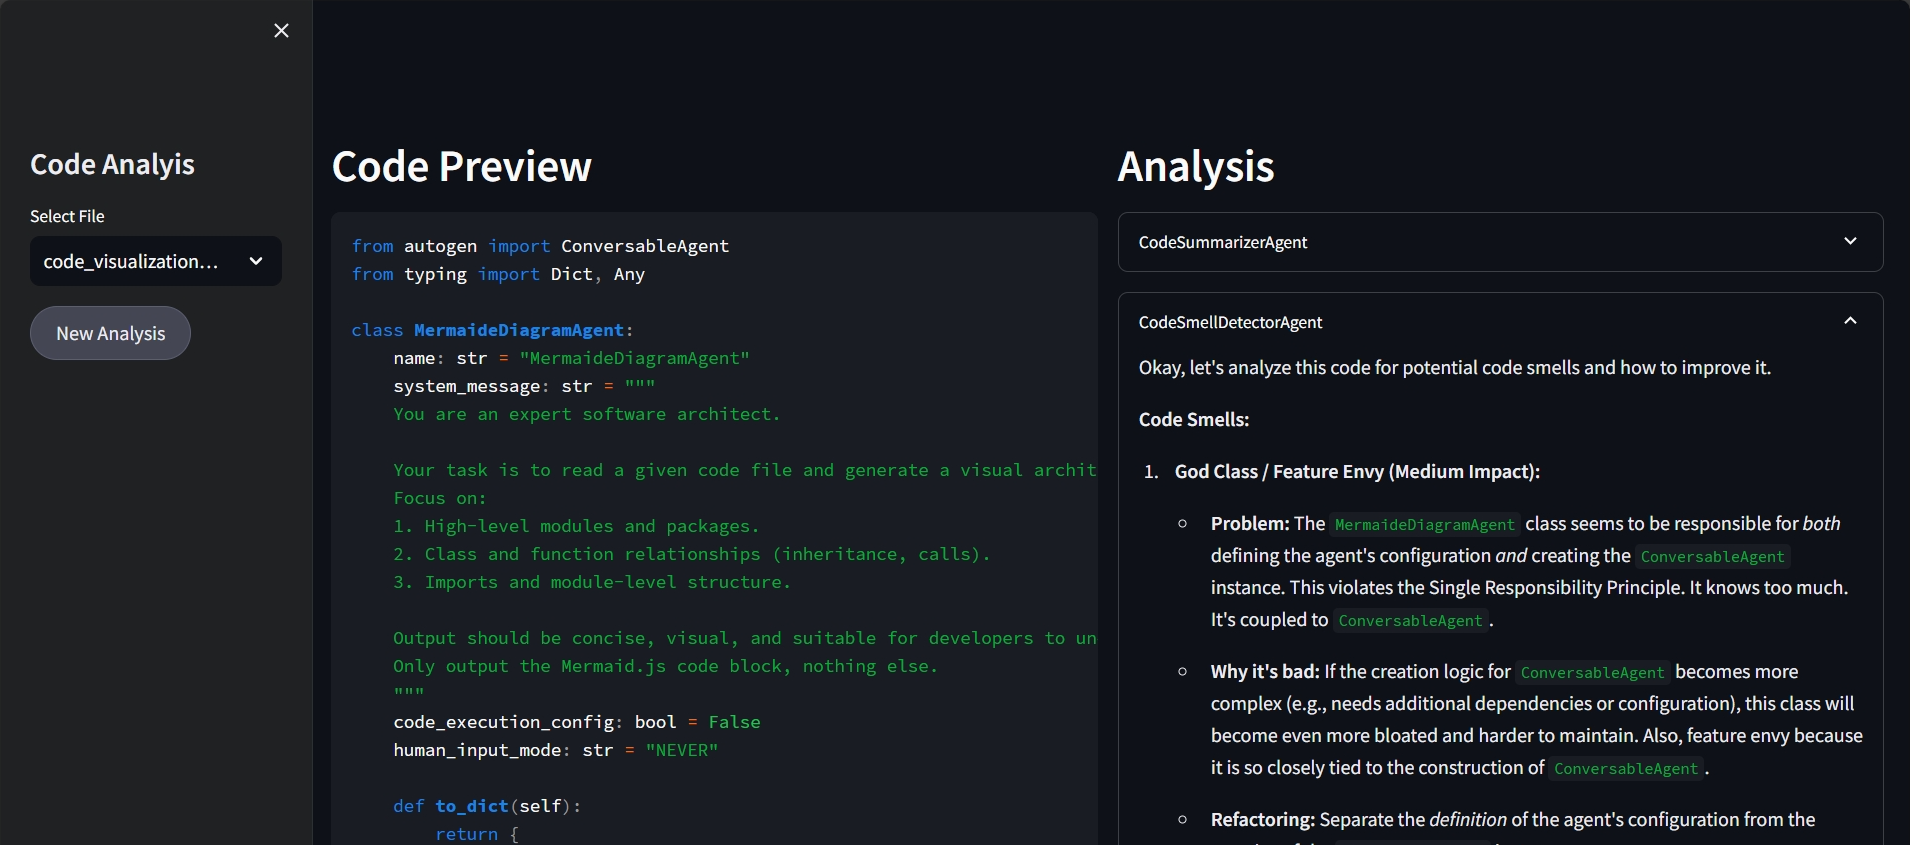 Code Analyis
Select File
code_visualization...
New Analysis
Code Preview
from autogen import ConversableAgent
from typing import Dict, Any
class MermaideDiagramAgent:
name: str = "MermaideDiagramAgent"
system_message: str = """
You are an expert software architect.
Your task is to read a given code file and generate a visual archit
Focus on:
1. High-level modules and packages.
2. Class and function relationships (inheritance, calls).
3. Imports and module-level structure.
Output should be concise, visual, and suitable for developers to un
Only output the Mermaid.js code block, nothing else.
"""
code_execution_config: bool = False
human_input_mode: str = "NEVER"
def to_dict(self):
return {
Analysis
CodeSummarizerAgent
CodeSmellDetectorAgent
Okay, let's analyze this code for potential code smells and how to improve it.
Code Smells:
1. God Class / Feature Envy (Medium Impact):
Problem: The MermaideDiagramAgent class seems to be responsible for both
defining the agent's configuration and creating the ConversableAgent
instance. This violates the Single Responsibility Principle. It knows too much.
It's coupled to ConversableAgent.
Why it's bad: If the creation logic for ConversableAgent becomes more
complex (e.g., needs additional dependencies or configuration), this class will
become even more bloated and harder to maintain. Also, feature envy because
it is so closely tied to the construction of ConversableAgent.
Refactoring: Separate the definition of the agent's configuration from the